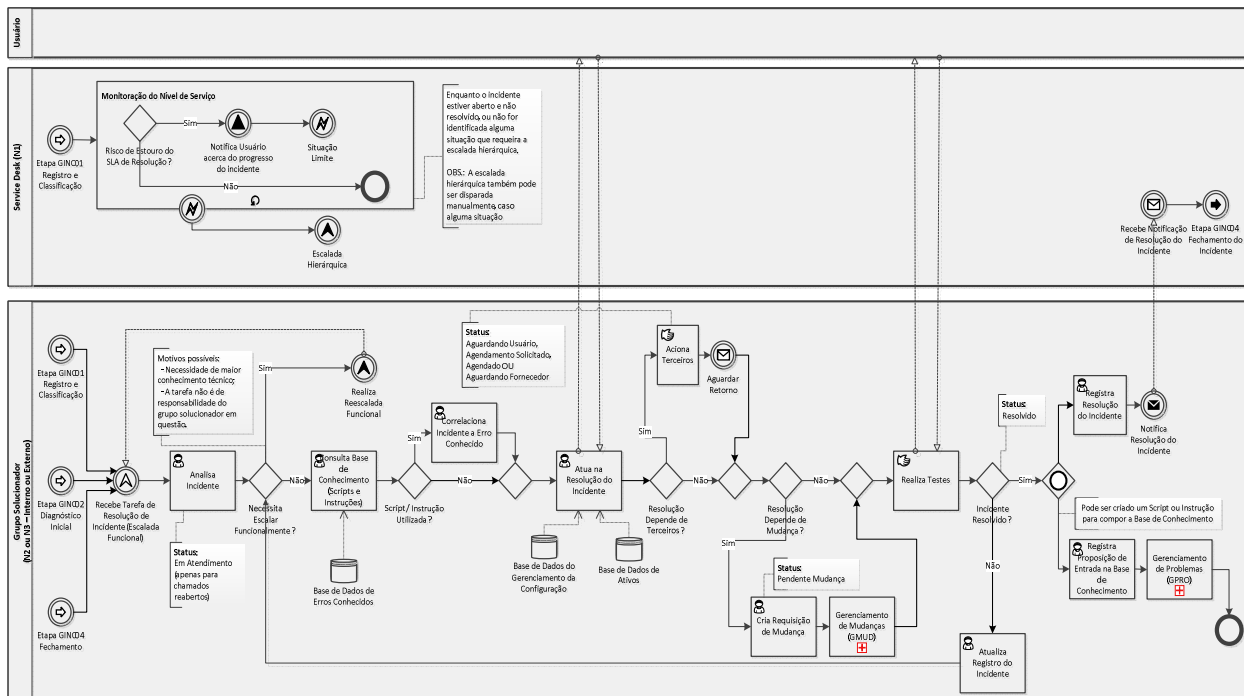 Usuário
Service Desk (N1)
Etapa GINC01
Registro e
Classificação
Monitoração do Nivel de Serviço
Risco de Estouro do
SLA de Resolução ?
Sim
Notifica Usuário
acerca do progresso
do incidente
Situação
Limite
Não
Escalada
Hierárquica
Enquanto o incidente
estiver aberto e não
resolvido, ou não for
identificada alguma
situação que requeira a
escalada hierárquica.
OBS.: A escalada
hierárquica também pode
ser disparada
manualmente, caso
alguma situação
Recebe Notificação
de Resolução do
Incidente
Etapa GINC04
Fechamento do
Incidente
Grupo Solucionador
(N2 ou N3 – Interno ou Externo)
Etapa GINC01
Registro e
Classificação
Etapa GINC02
Diagnóstico
Inicial
Etapa GINC04
Fechamento
Recebe Tarefa de
Resolução de
Incidente (Escalada
Funcional)
Motivos possíveis:
- Necessidade de maior
conhecimento técnico;
- A tarefa não é de
responsabilidade do
grupo solucionador em
questão.
Analisa
Incidente
Status:
Em Atendimento
(apenas para
chamados
reabertos)
Sim
Realiza
Reescalada
Funcional
Necessita
Escalar
Funcionalmente ?
Não
Consulta Base
de
Conhecimento
(Scripts e
Instruções)
Base de Dados de
Erros Conhecidos
Script / Instrução
Utilizada ?
Sim
Não
Correlaciona
Incidente a Erro
Conhecido
Status:
Aguardando Usuário,
Agendamento Solicitado,
Agendado OU
Aguardando Fornecedor
Atua na
Resolução do
Incidente
Base de Dados do
Gerenciamento da
Configuração
Base de Dados de
Ativos
Resolução
Depende de
Terceiros ?
Sim
Não
Aciona
Terceiros
Aguardar
Retorno
Resolução
Depende de
Mudança ?
Sim
Não
Status:
Pendente Mudança
Cria Requisição
de Mudança
Gerenciamento
de Mudanças
(GMUD)
Realiza Testes
Status:
Resolvido
Incidente
Resolvido ?
Sim
Não
Atualiza
Registro do
Incidente
Registra
Resolução do
Incidente
Notifica
Resolução do
Incidente
Pode ser criado um Script ou Instrução
para compor a Base de Conhecimento
Registra
Proposição de
Entrada na Base
de
Conhecimento
Gerenciamento
de Problemas
(GPRO)